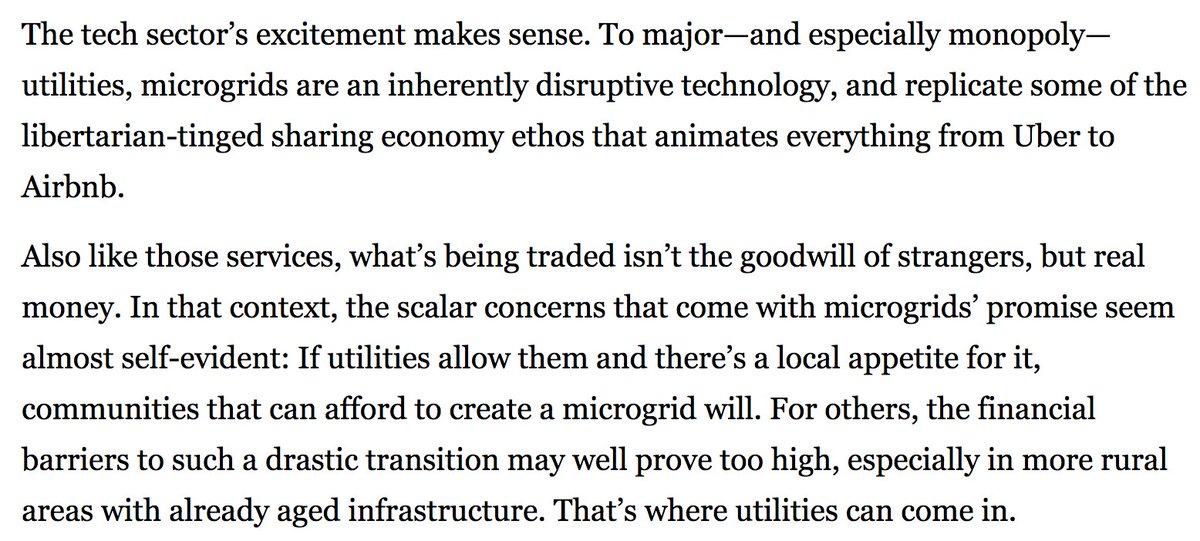 The tech sector’s excitement makes sense. To major—and especially monopoly—
utilities, microgrids are an inherently disruptive technology, and replicate some of the
libertarian-tinged sharing economy ethos that animates everything from Uber to
Airbnb.
Also like those services, what’s being traded isn’t the goodwill of strangers, but real
money. In that context, the scalar concerns that come with microgrids’ promise seem
almost self-evident: If utilities allow them and there’s a local appetite for it,
communities that can afford to create a microgrid will. For others, the financial
barriers to such a drastic transition may well prove too high, especially in more rural
areas with already aged infrastructure. That’s where utilities can come in.